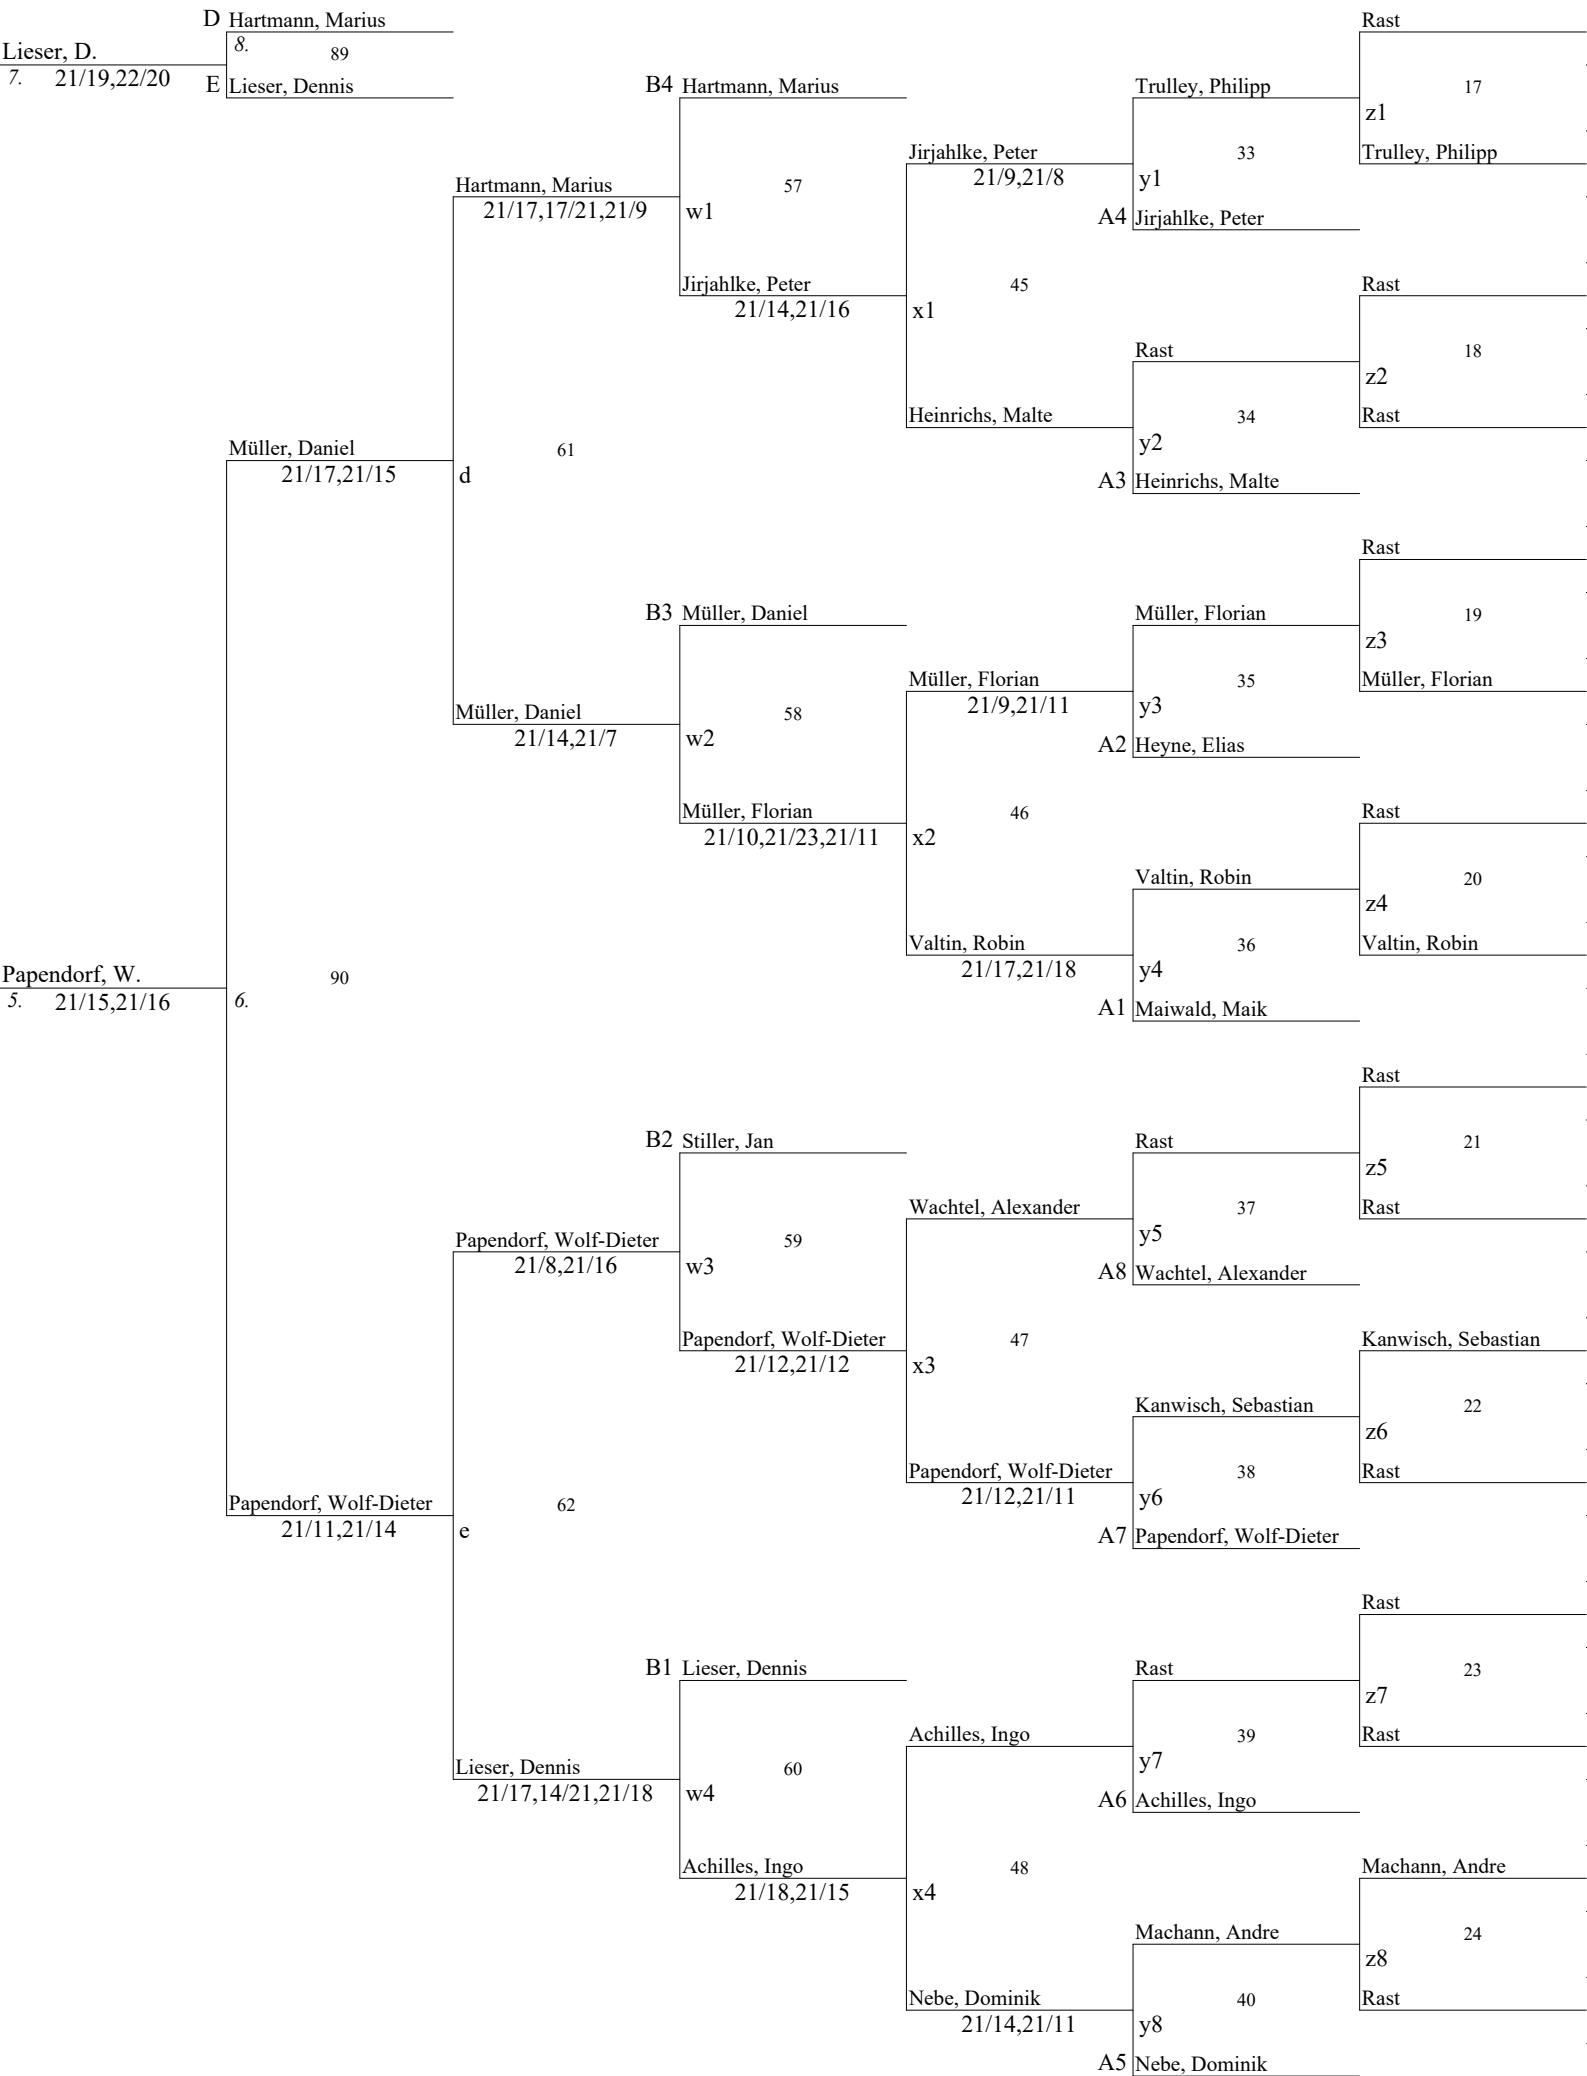 D Hartmann, Marius
Rast
Lieser, D.
8.
89
7. 21/19,22/20
E Lieser, Dennis
B4 Hartmann, Marius
Trulley, Philipp
17
z1
Jirjahlke, Peter
33
Trulley, Philipp
21/9,21/8
y1
Hartmann, Marius
57
21/17,17/21,21/9
w1
A4 Jirjahlke, Peter
Jirjahlke, Peter
45
Rast
21/14,21/16
x1
Rast
18
z2
Heinrichs, Malte
34
Rast
y2
Müller, Daniel
61
21/17,21/15
d
A3 Heinrichs, Malte
Rast
B3 Müller, Daniel
Müller, Florian
19
z3
Müller, Florian
35
Müller, Florian
21/9,21/11
y3
Müller, Daniel
58
21/14,21/7
w2
A2 Heyne, Elias
Müller, Florian
46
Rast
21/10,21/23,21/11
x2
Valtin, Robin
20
z4
Valtin, Robin
36
Valtin, Robin
21/17,21/18
y4
Papendorf, W.
90
5. 21/15,21/16
6.
A1 Maiwald, Maik
Rast
B2 Stiller, Jan
Rast
21
z5
Wachtel, Alexander
37
Rast
y5
Papendorf, Wolf-Dieter
59
21/8,21/16
w3
A8 Wachtel, Alexander
Papendorf, Wolf-Dieter
47
Kanwisch, Sebastian
21/12,21/12
x3
Kanwisch, Sebastian
22
z6
Papendorf, Wolf-Dieter
38
Rast
21/12,21/11
y6
Papendorf, Wolf-Dieter
62
21/11,21/14
e
A7 Papendorf, Wolf-Dieter
Rast
B1 Lieser, Dennis
Rast
23
z7
Achilles, Ingo
39
Rast
y7
Lieser, Dennis
60
21/17,14/21,21/18
w4
A6 Achilles, Ingo
Achilles, Ingo
48
Machann, Andre
21/18,21/15
x4
Machann, Andre
24
z8
Nebe, Dominik
40
Rast
21/14,21/11
y8
A5 Nebe, Dominik